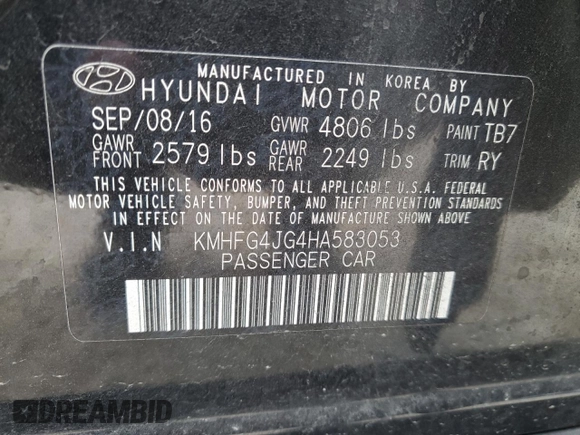 MANUFACTURED IN KOREA BY
HYUNDAI MOTOR COMPANY
SEP/08/16 GVWR 4806 lbs PAINT TB7
GAWR FRONT 2579 lbs GAWR REAR 2249 lbs TRIM RY
THIS VEHICLE CONFORMS TO ALL APPLICABLE U.S.A. FEDERAL
MOTOR VEHICLE SAFETY, BUMPER, AND THEFT PREVENTION STANDARDS
IN EFFECT ON THE DATE OF MANUFACTURE SHOWN ABOVE
V.I.N KMHFG4JG4HA583053
PASSENGER CAR
DREAMBID